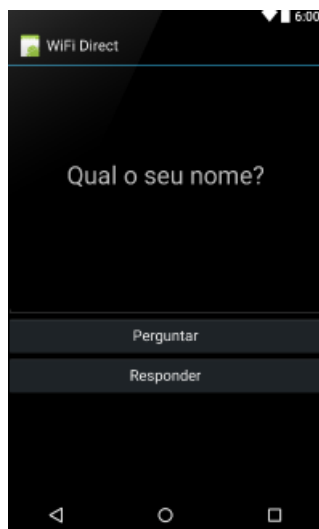 6:00
WiFi Direct
Qual o seu nome?
Perguntar
Responder